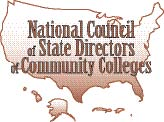 National Council
of State Directors
of Community Colleges